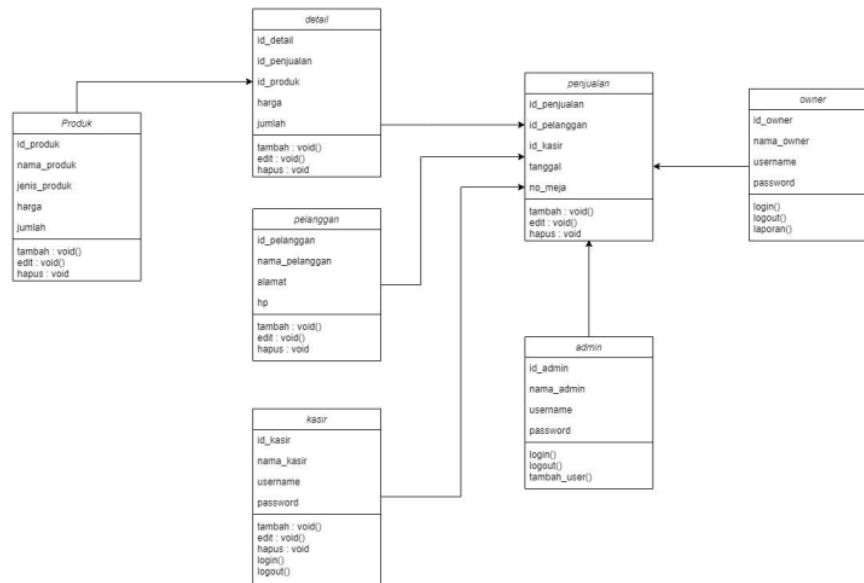 detail
id_detail
id_penjualan
id_produk
harga
jumlah
tambah : void()
edit : void()
hapus : void
Produk
id_produk
nama_produk
jenis_produk
harga
jumlah
tambah : void()
edit : void()
hapus : void
pelanggan
id_pelanggan
nama_pelanggan
alamat
hp
tambah : void()
edit : void()
hapus : void
kasir
id_kasir
nama_kasir
username
password
tambah : void()
edit : void()
hapus : void
login()
logout()
penjualan
id_penjualan
id_pelanggan
id_kasir
tanggal
no_meja
tambah : void()
edit : void()
hapus : void
admin
id_admin
nama_admin
username
password
login()
logout()
tambah_user()
owner
id_owner
nama_owner
username
password
login()
logout()
laporan()